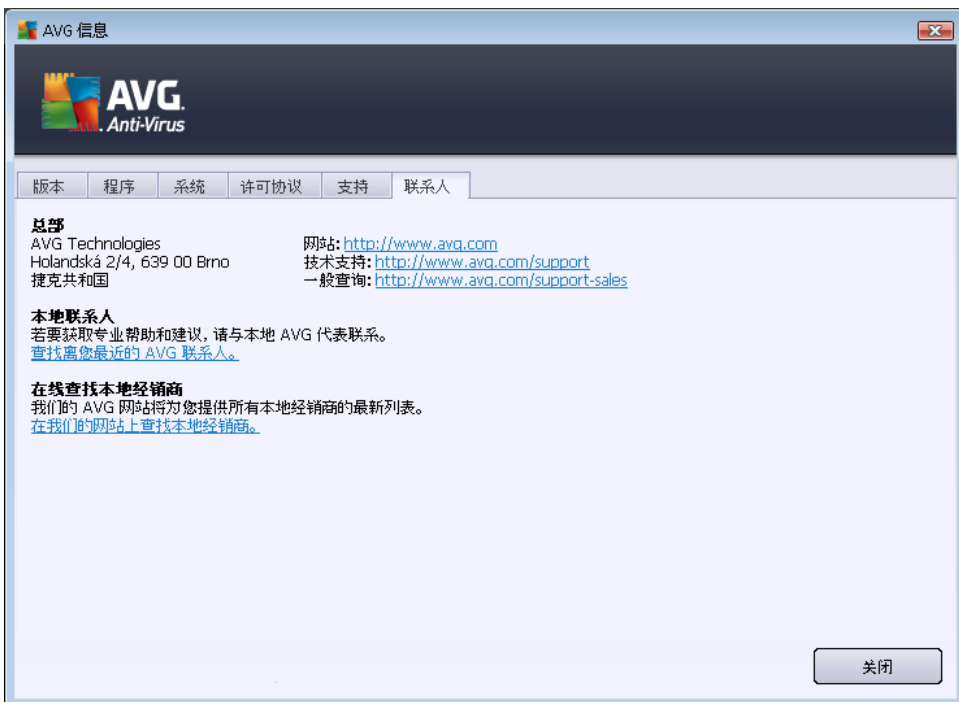 AVG 信息
AVG.
Anti-Virus
版本 程序 系统 许可协议 支持 联系人
总部
AVG Technologies 网站: http://www.avg.com
Holandská 2/4, 639 00 Brno 技术支持: http://www.avg.com/support
捷克共和国 一般查询: http://www.avg.com/support-sales
本地联系人
若要获取专业帮助和建议, 请与本地 AVG 代表联系。
查找离您最近的 AVG 联系人。
在线查找本地经销商
我们的 AVG 网站将为您提供所有本地经销商的最新列表。
在我们的网站上查找本地经销商。
关闭